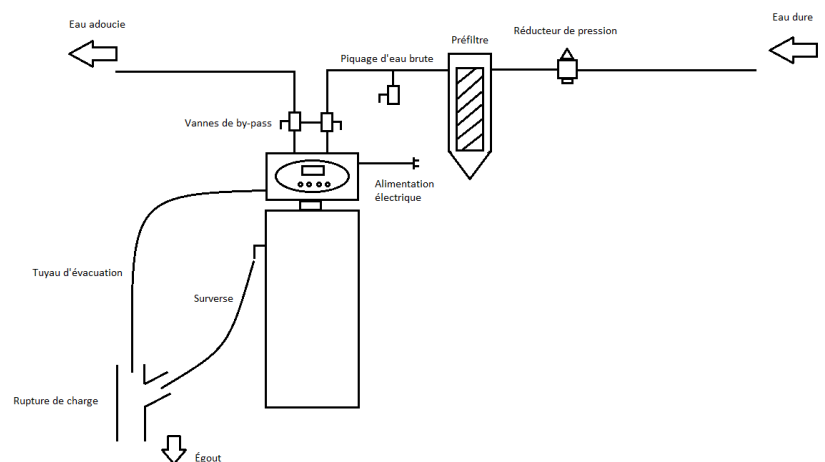 Eau dure
Eau adoucie
Réducteur de pression
Préfiltre
Piquage d'eau brute
Vannes de by-pass
Alimentation
électrique
Tuyau d'évacuation
Surverse
Rupture de charge
Égout